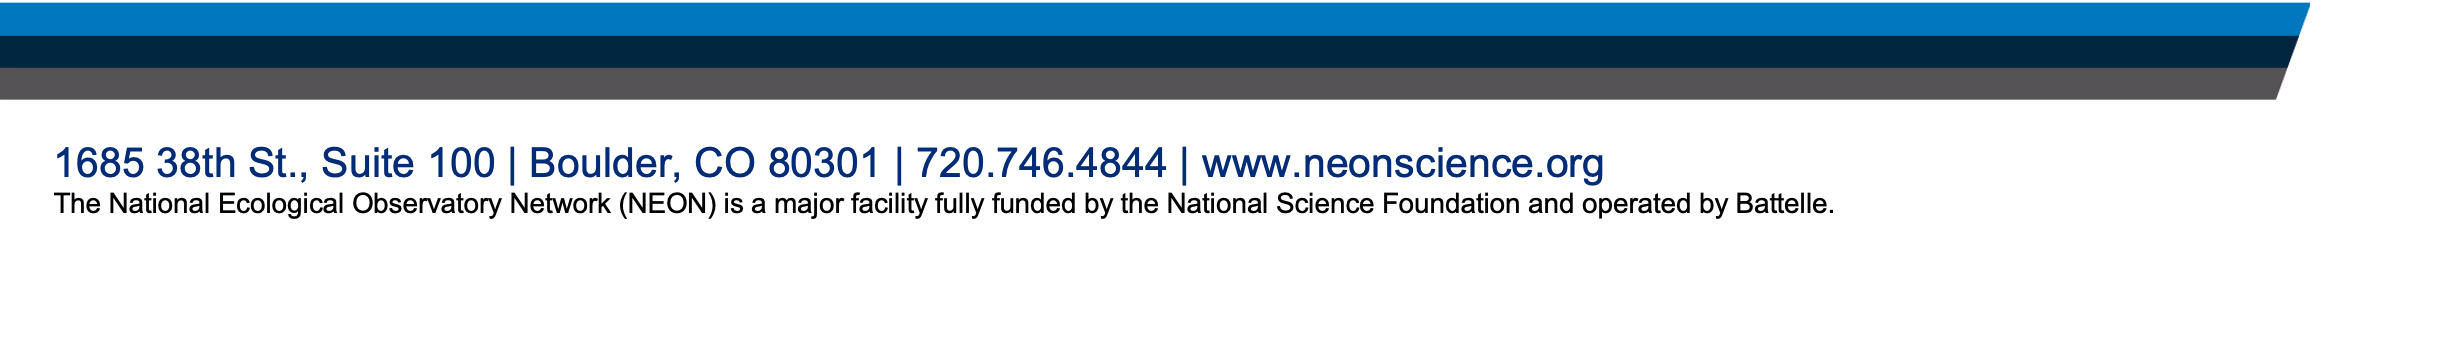 1685 38th St., Suite 100 | Boulder, CO 80301 | 720.746.4844 | www.neonscience.org
The National Ecological Observatory Network (NEON) is a major facility fully funded by the National Science Foundation and operated by Battelle.